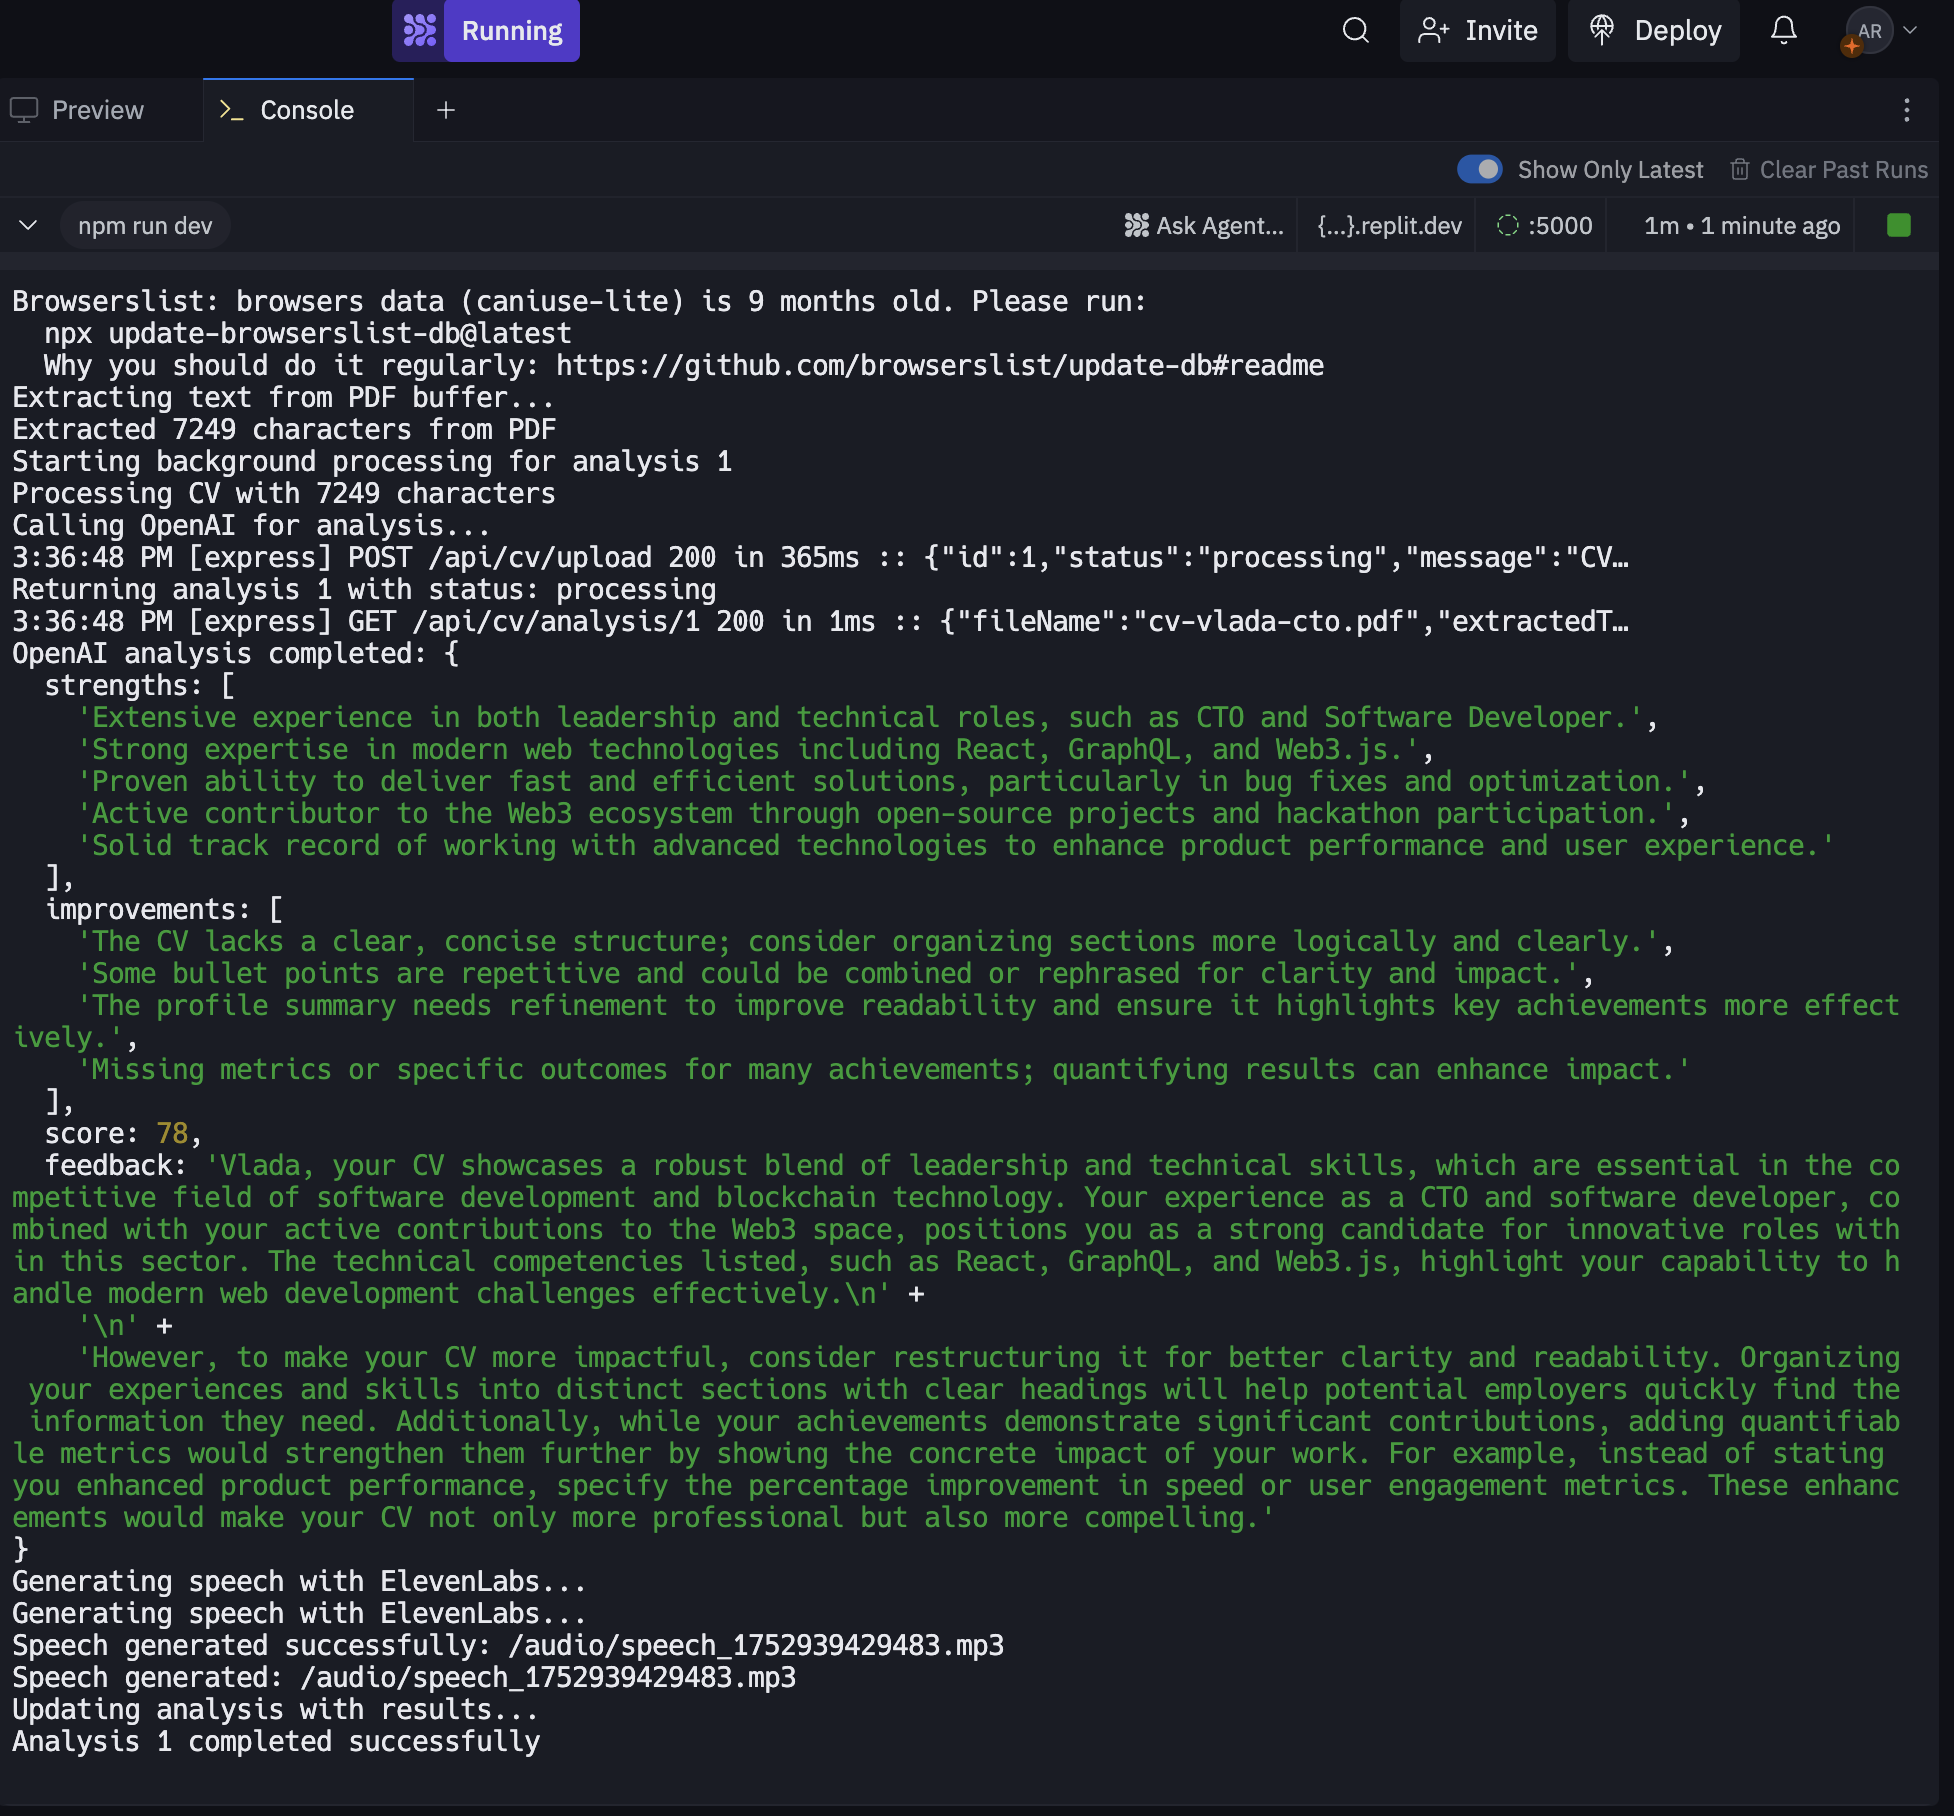 Running
Invite
Deploy
AR
Preview
>_ Console
+
Show Only Latest
Clear Past Runs
npm run dev
Ask Agent...
{...}.replit.dev
:5000
1m • 1 minute ago
Browserslist: browsers data (caniuse-lite) is 9 months old. Please run:
  npx update-browserslist-db@latest
  Why you should do it regularly: https://github.com/browserslist/update-db#readme
Extracting text from PDF buffer...
Extracted 7249 characters from PDF
Starting background processing for analysis 1
Processing CV with 7249 characters
Calling OpenAI for analysis...
3:36:48 PM [express] POST /api/cv/upload 200 in 365ms :: {"id":1,"status":"processing","message":"CV…
Returning analysis 1 with status: processing
3:36:48 PM [express] GET /api/cv/analysis/1 200 in 1ms :: {"fileName":"cv-vlada-cto.pdf","extractedT…
OpenAI analysis completed: {
  strengths: [
    'Extensive experience in both leadership and technical roles, such as CTO and Software Developer.',
    'Strong expertise in modern web technologies including React, GraphQL, and Web3.js.',
    'Proven ability to deliver fast and efficient solutions, particularly in bug fixes and optimization.',
    'Active contributor to the Web3 ecosystem through open-source projects and hackathon participation.',
    'Solid track record of working with advanced technologies to enhance product performance and user experience.'
  ],
  improvements: [
    'The CV lacks a clear, concise structure; consider organizing sections more logically and clearly.',
    'Some bullet points are repetitive and could be combined or rephrased for clarity and impact.',
    'The profile summary needs refinement to improve readability and ensure it highlights key achievements more effect
ively.',
    'Missing metrics or specific outcomes for many achievements; quantifying results can enhance impact.'
  ],
  score: 78,
  feedback: 'Vlada, your CV showcases a robust blend of leadership and technical skills, which are essential in the co
mpetitive field of software development and blockchain technology. Your experience as a CTO and software developer, co
mbined with your active contributions to the Web3 space, positions you as a strong candidate for innovative roles with
in this sector. The technical competencies listed, such as React, GraphQL, and Web3.js, highlight your capability to h
andle modern web development challenges effectively.\n' +
    '\n' +
    'However, to make your CV more impactful, consider restructuring it for better clarity and readability. Organizing
 your experiences and skills into distinct sections with clear headings will help potential employers quickly find the
 information they need. Additionally, while your achievements demonstrate significant contributions, adding quantifiab
le metrics would strengthen them further by showing the concrete impact of your work. For example, instead of stating
you enhanced product performance, specify the percentage improvement in speed or user engagement metrics. These enhanc
ements would make your CV not only more professional but also more compelling.'
}
Generating speech with ElevenLabs...
Generating speech with ElevenLabs...
Speech generated successfully: /audio/speech_1752939429483.mp3
Speech generated: /audio/speech_1752939429483.mp3
Updating analysis with results...
Analysis 1 completed successfully